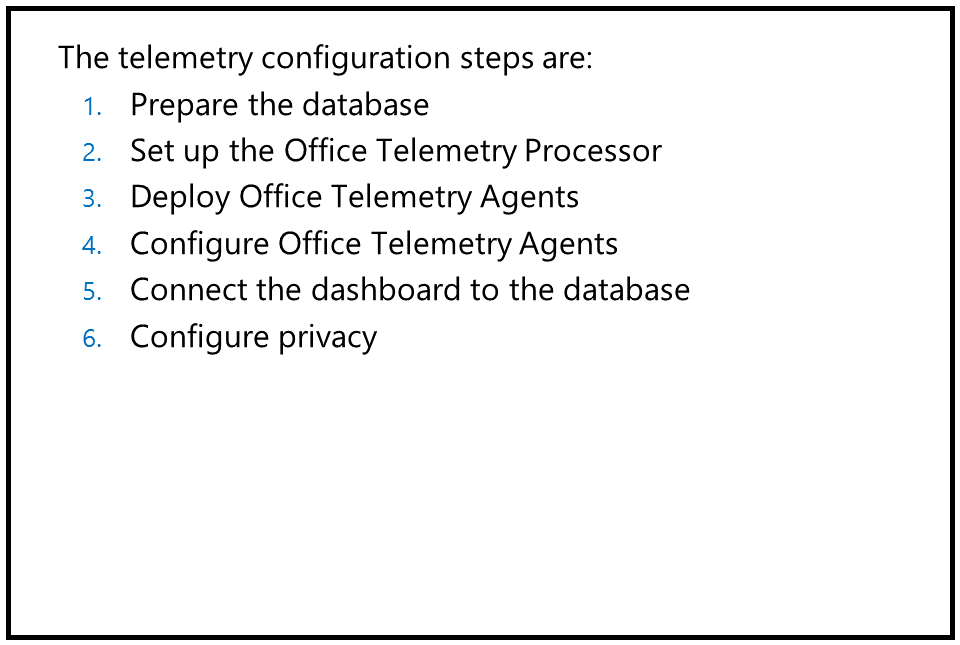 The telemetry configuration steps are:
1. Prepare the database
2. Set up the Office Telemetry Processor
3. Deploy Office Telemetry Agents
4. Configure Office Telemetry Agents
5. Connect the dashboard to the database
6. Configure privacy